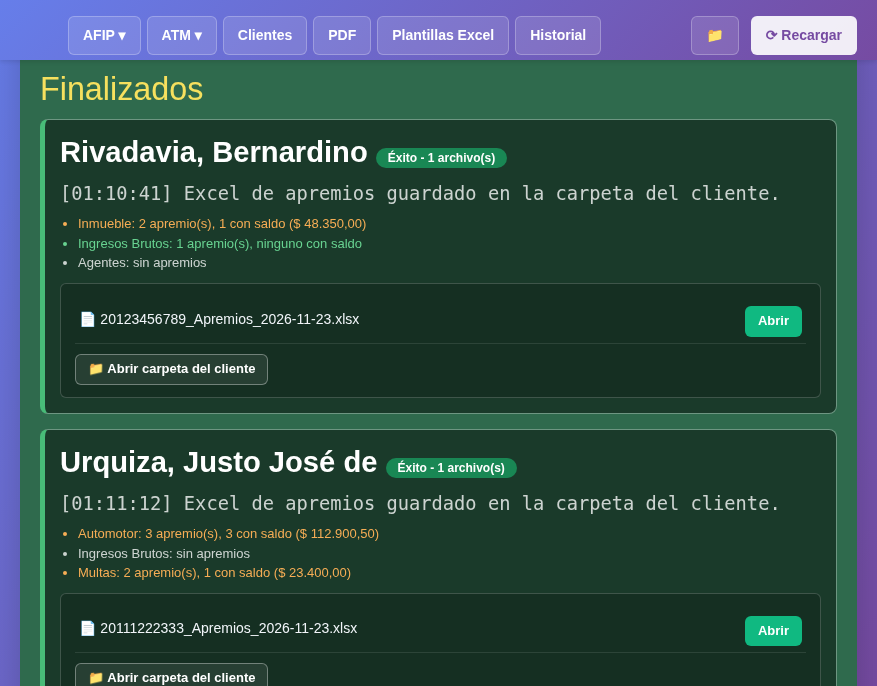 AFIP ▾ ATM ▾ Clientes PDF Plantillas Excel Historial 📁 ⟳ Recargar
Finalizados
Rivadavia, Bernardino Éxito - 1 archivo(s)
[01:10:41] Excel de apremios guardado en la carpeta del cliente.
• Inmueble: 2 apremio(s), 1 con saldo ($ 48.350,00)
• Ingresos Brutos: 1 apremio(s), ninguno con saldo
• Agentes: sin apremios
📄 20123456789_Apremios_2026-11-23.xlsx Abrir
📁 Abrir carpeta del cliente
Urquiza, Justo José de Éxito - 1 archivo(s)
[01:11:12] Excel de apremios guardado en la carpeta del cliente.
• Automotor: 3 apremio(s), 3 con saldo ($ 112.900,50)
• Ingresos Brutos: sin apremios
• Multas: 2 apremio(s), 1 con saldo ($ 23.400,00)
📄 20111222333_Apremios_2026-11-23.xlsx Abrir
📁 Abrir carpeta del cliente